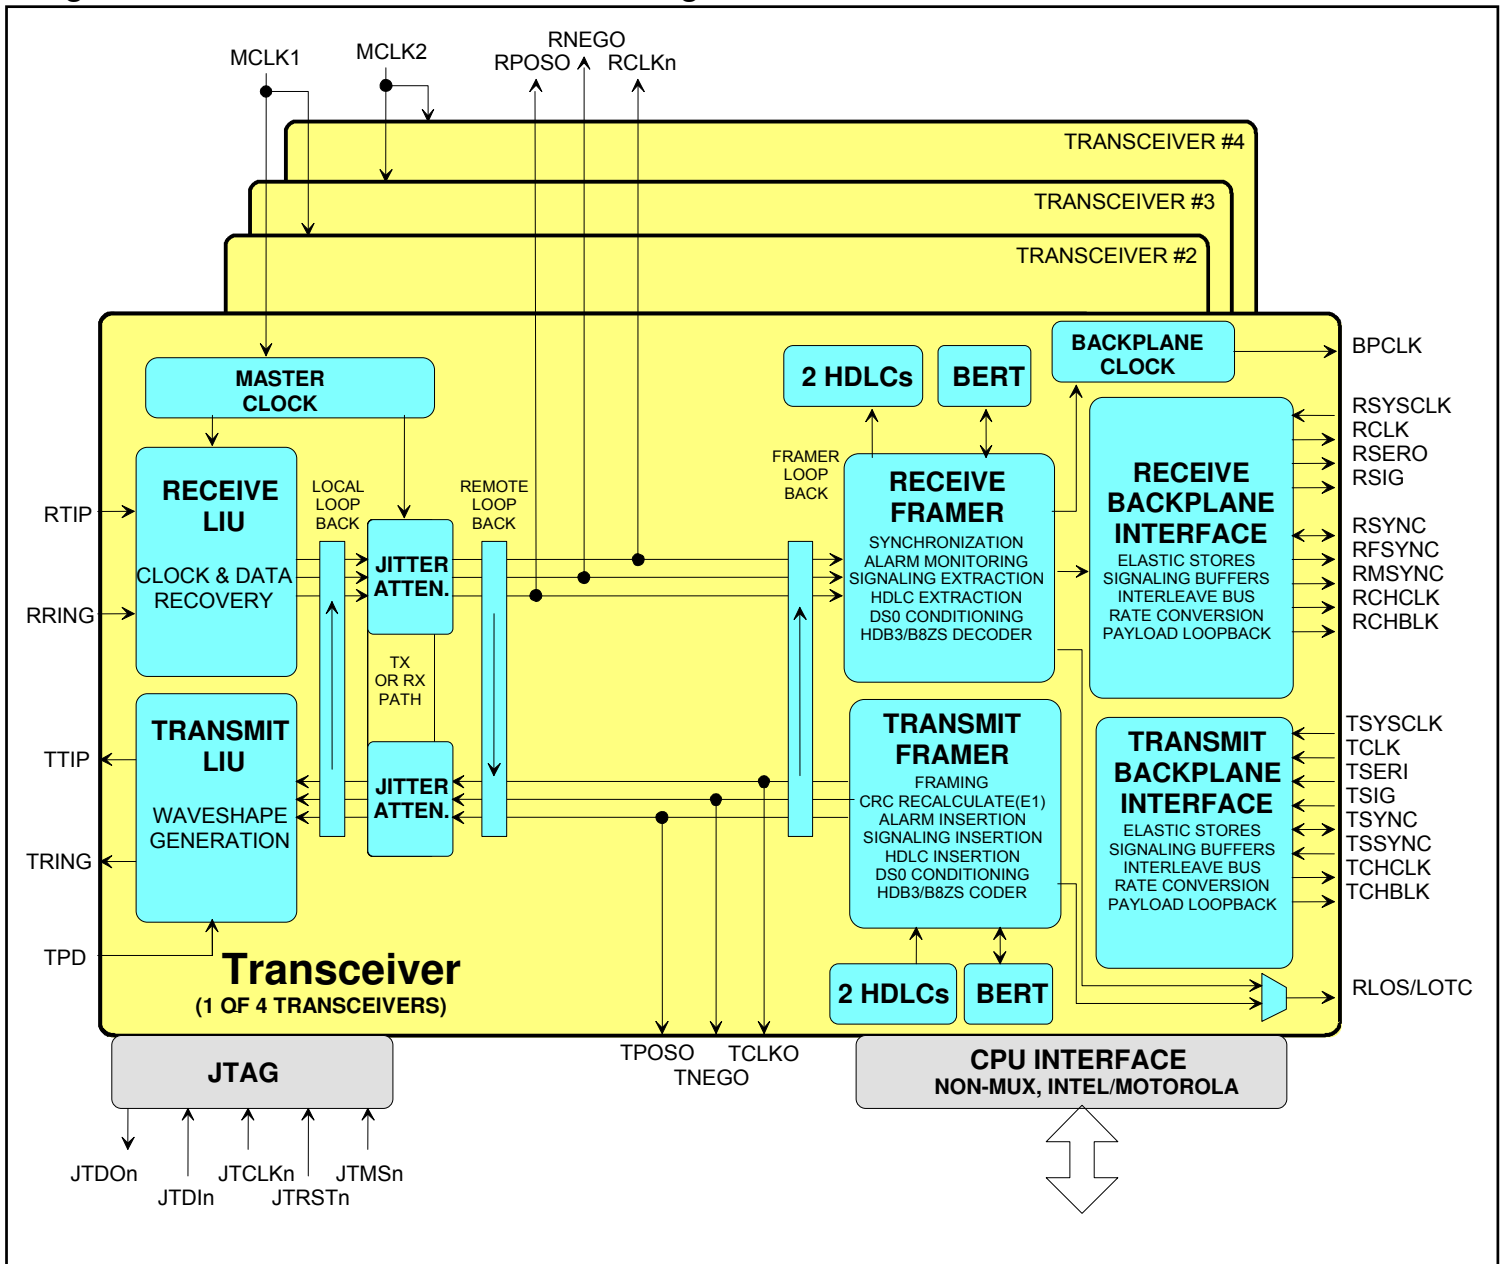 MCLK1
MCLK2
RNEGO
RPOSO
RCLKn
TRANSCEIVER #4
TRANSCEIVER #3
TRANSCEIVER #2
MASTER
CLOCK
2 HDLCs
BERT
BACKPLANE
CLOCK
BPCLK
RECEIVE
LIU
CLOCK & DATA
RECOVERY
RTIP
RRING
LOCAL
LOOP
BACK
JITTER
ATTEN.
REMOTE
LOOP
BACK
FRAMER
LOOP
BACK
RECEIVE
FRAMER
SYNCHRONIZATION
ALARM MONITORING
SIGNALING EXTRACTION
HDLC EXTRACTION
DS0 CONDITIONING
HDB3/B8ZS DECODER
RECEIVE
BACKPLANE
INTERFACE
ELASTIC STORES
SIGNALING BUFFERS
INTERLEAVE BUS
RATE CONVERSION
PAYLOAD LOOPBACK
RSYSCLK
RCLK
RSERO
RSIG
RSYNC
RFSYNC
RMSYNC
RCHCLK
RCHBLK
TX
OR RX
PATH
TRANSMIT
LIU
WAVESHAPE
GENERATION
TTIP
TRING
TPD
JITTER
ATTEN.
TRANSMIT
FRAMER
FRAMING
CRC RECALCULATE(E1)
ALARM INSERTION
SIGNALING INSERTION
HDLC INSERTION
DS0 CONDITIONING
HDB3/B8ZS CODER
TRANSMIT
BACKPLANE
INTERFACE
ELASTIC STORES
SIGNALING BUFFERS
INTERLEAVE BUS
RATE CONVERSION
PAYLOAD LOOPBACK
TSYSCLK
TCLK
TSERI
TSIG
TSYNC
TSSYNC
TCHCLK
TCHBLK
Transceiver
(1 OF 4 TRANSCEIVERS)
2 HDLCs
BERT
RLOS/LOTC
TPOSO
TNEGO
TCLKO
JTAG
CPU INTERFACE
NON-MUX, INTEL/MOTOROLA
JTDOn
JTDIn
JTCLKn
JTRSTn
JTMSn